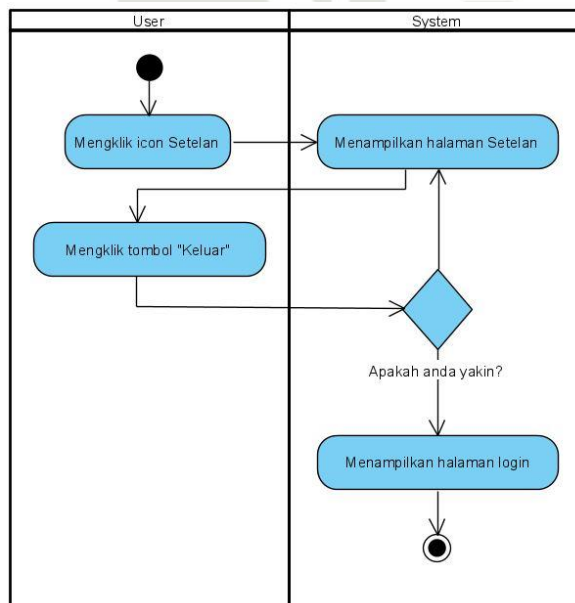 User
System
Mengklik icon Setelan
Menampilkan halaman Setelan
Mengklik tombol "Keluar"
Apakah anda yakin?
Menampilkan halaman login